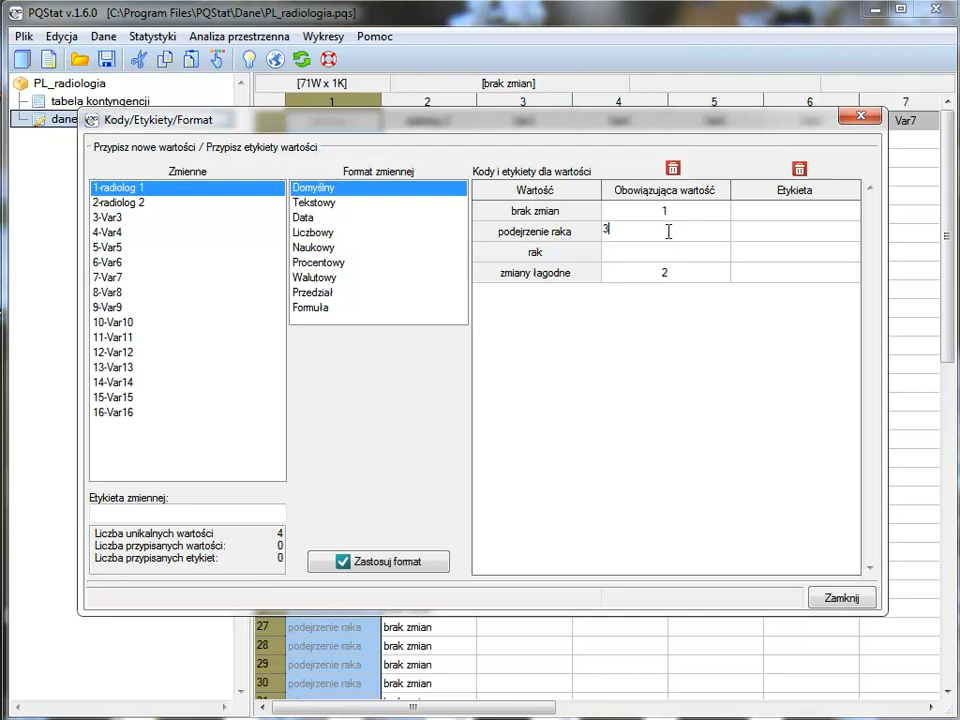 PQStat v.1.6.0 [C:\Program Files\PQStat\Dane\PL_radiologia.pqs]
Plik Edycja Dane Statystyki Analiza przestrzenna Wykresy Pomoc
PL_radiologia
tabela kontyngencji
dane
[71W x 1K] [brak zmian]
1 2 3 4 5 6 7
Var7
Kody/Etykiety/Format
Przypisz nowe wartości / Przypisz etykiety wartości
Zmienne Format zmiennej Kody i etykiety dla wartości
1-radiolog 1
2-radiolog 2
3-Var3
4-Var4
5-Var5
6-Var6
7-Var7
8-Var8
9-Var9
10-Var10
11-Var11
12-Var12
13-Var13
14-Var14
15-Var15
16-Var16
Domyślny
Tekstowy
Data
Liczbowy
Naukowy
Procentowy
Walutowy
Przedział
Formuła
Wartość Obowiązująca wartość Etykieta
brak zmian 1
podejrzenie raka 3
rak
zmiany łagodne 2
Etykieta zmiennej:
Liczba unikalnych wartości 4
Liczba przypisanych wartości: 0
Liczba przypisanych etykiet: 0
Zastosuj format
Zamknij
27 podejrzenie raka brak zmian
28 podejrzenie raka brak zmian
29 podejrzenie raka brak zmian
30 podejrzenie raka brak zmian